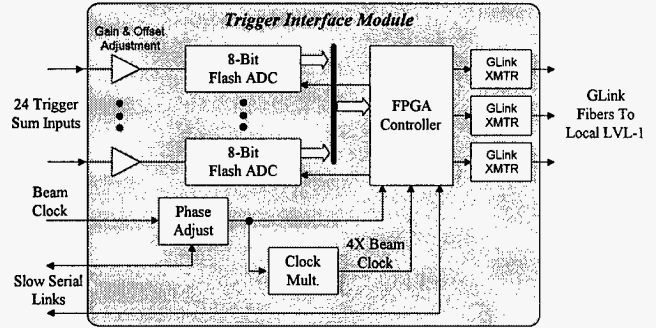 Trigger Interface Module
Gain & Offset
Adjustment
8-Bit
Flash ADC
24 Trigger
Sum Inputs
8-Bit
Flash ADC
FPGA
Controller
GLink
XMTR
GLink
XMTR
GLink
XMTR
GLink
Fibers To
Local LVL-1
Beam
Clock
Phase
Adjust
Clock
Mult.
4X Beam
Clock
Slow Serial
Links